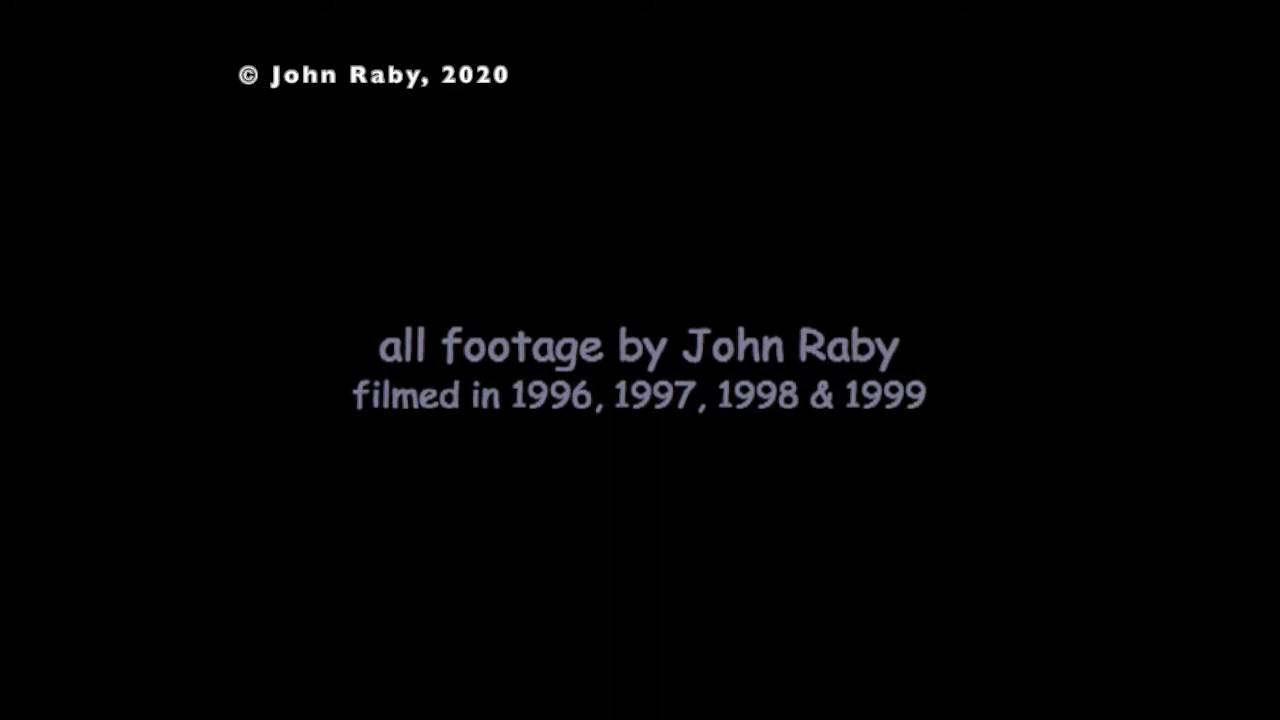 © John Raby, 2020
all footage by John Raby
filmed in 1996, 1997, 1998 & 1999